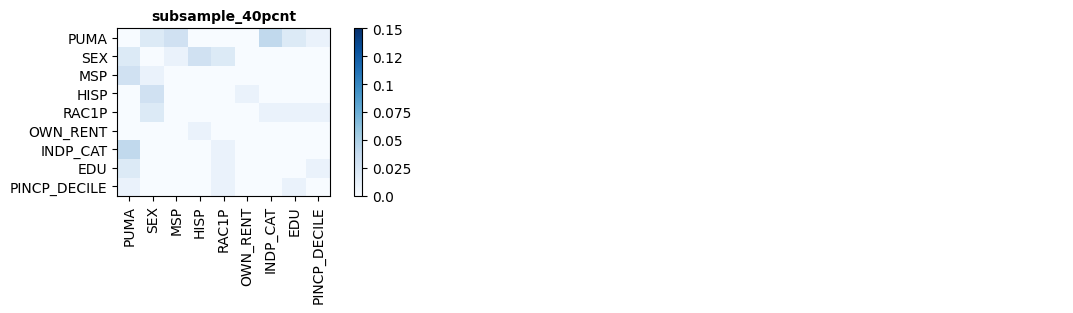 subsample_40pcnt
PUMA
SEX
MSP
HISP
RAC1P
OWN_RENT
INDP_CAT
EDU
PINCP_DECILE
PUMA
SEX
MSP
HISP
RAC1P
OWN_RENT
INDP_CAT
EDU
PINCP_DECILE
0.15
0.125
0.1
0.075
0.05
0.025
0.0